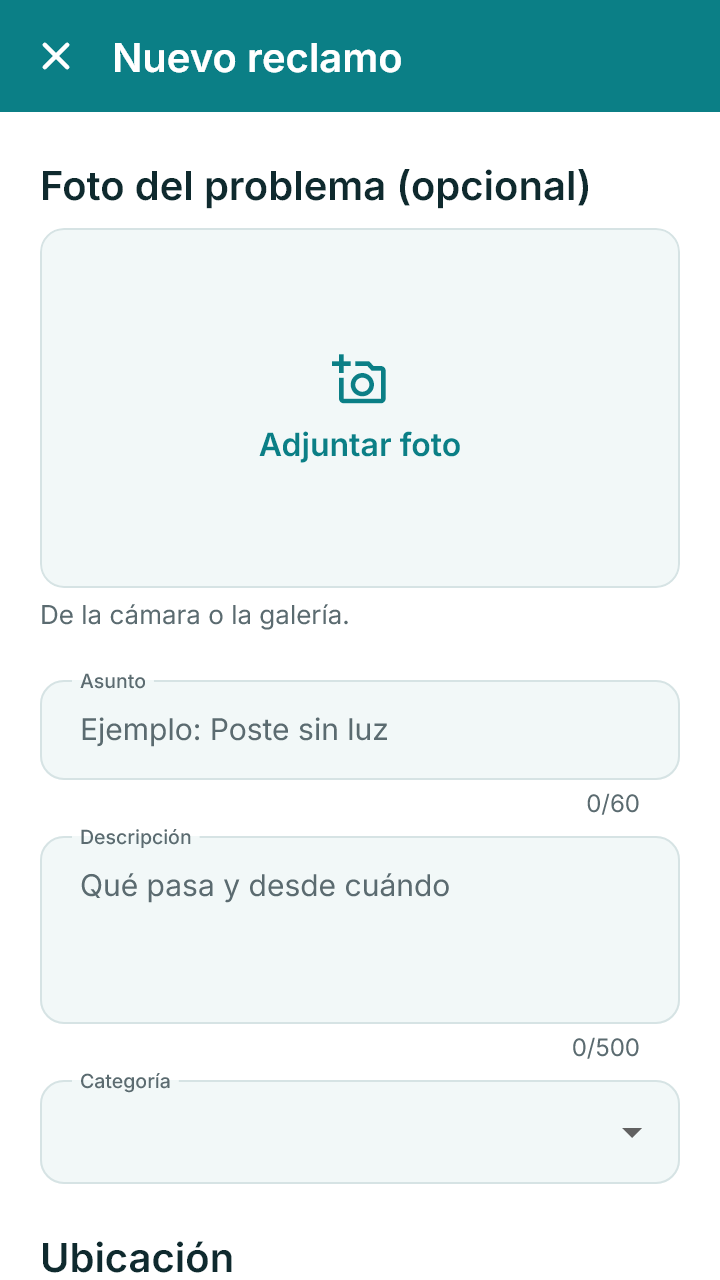 Nuevo reclamo
Foto del problema (opcional)
Adjuntar foto
De la cámara o la galería.
Asunto
Ejemplo: Poste sin luz
0/60
Descripción
Qué pasa y desde cuándo
0/500
Categoría
Ubicación